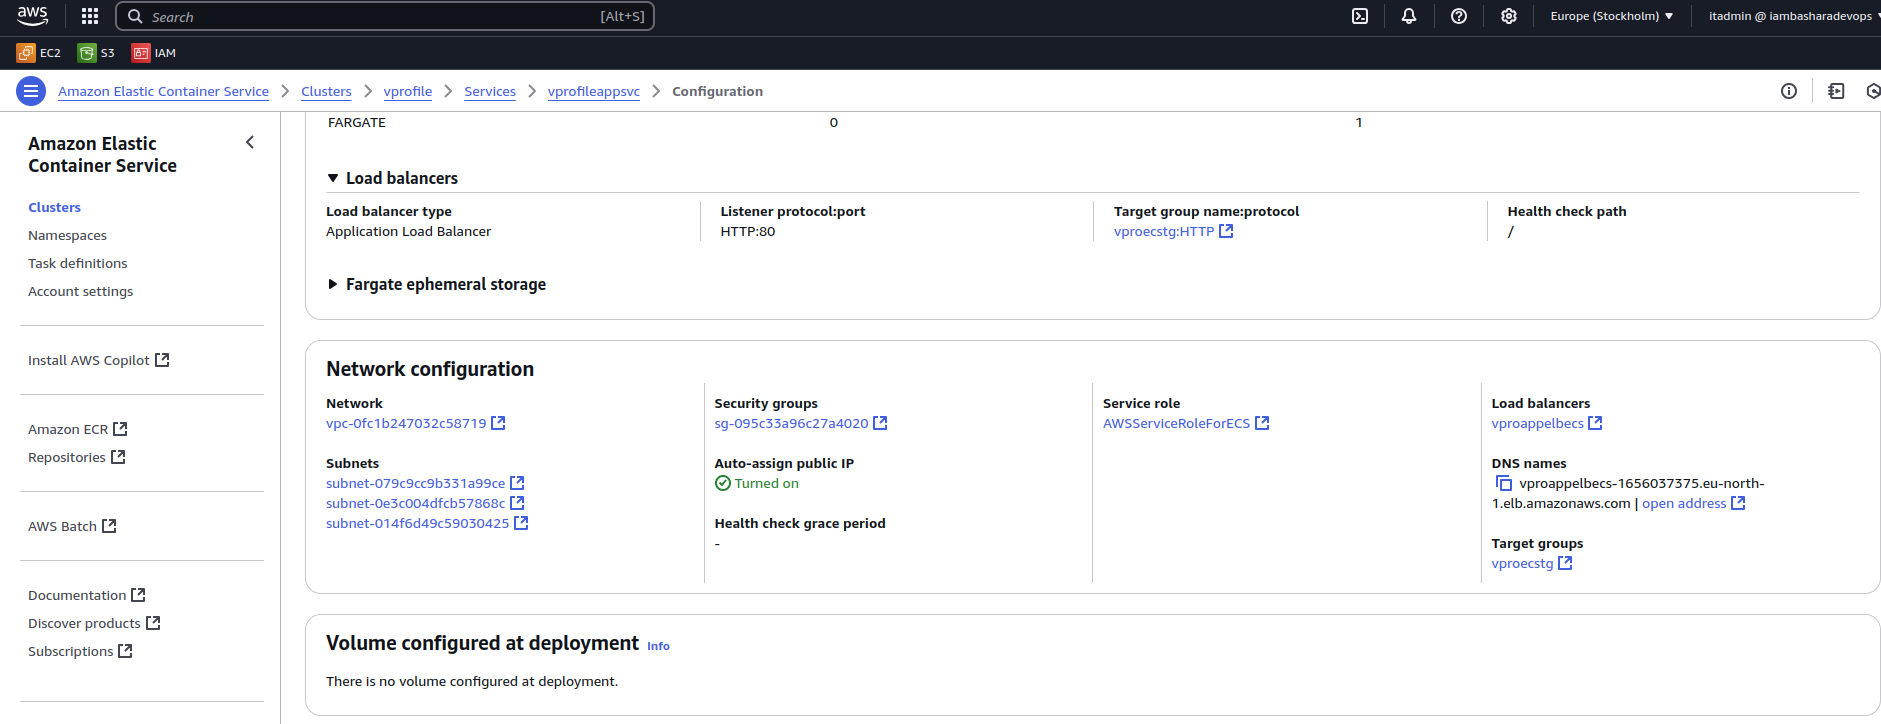 aws
Search [Alt+S]
Europe (Stockholm)
itadmin @ iambasharadevops
EC2 S3 IAM
Amazon Elastic Container Service > Clusters > vprofile > Services > vprofileappsvc > Configuration
Amazon Elastic
Container Service
Clusters
Namespaces
Task definitions
Account settings
Install AWS Copilot
Amazon ECR
Repositories
AWS Batch
Documentation
Discover products
Subscriptions
FARGATE 0 1
Load balancers
Load balancer type
Application Load Balancer
Listener protocol:port
HTTP:80
Target group name:protocol
vproecstg:HTTP
Health check path
/
Fargate ephemeral storage
Network configuration
Network
vpc-0fc1b247032c58719
Subnets
subnet-079c9cc9b331a99ce
subnet-0e3c004dfcb57868c
subnet-014f6d49c59030425
Security groups
sg-095c33a96c27a4020
Auto-assign public IP
Turned on
Health check grace period
-
Service role
AWSServiceRoleForECS
Load balancers
vproappelbecs
DNS names
vproappelbecs-1656037375.eu-north-
1.elb.amazonaws.com | open address
Target groups
vproecstg
Volume configured at deployment Info
There is no volume configured at deployment.